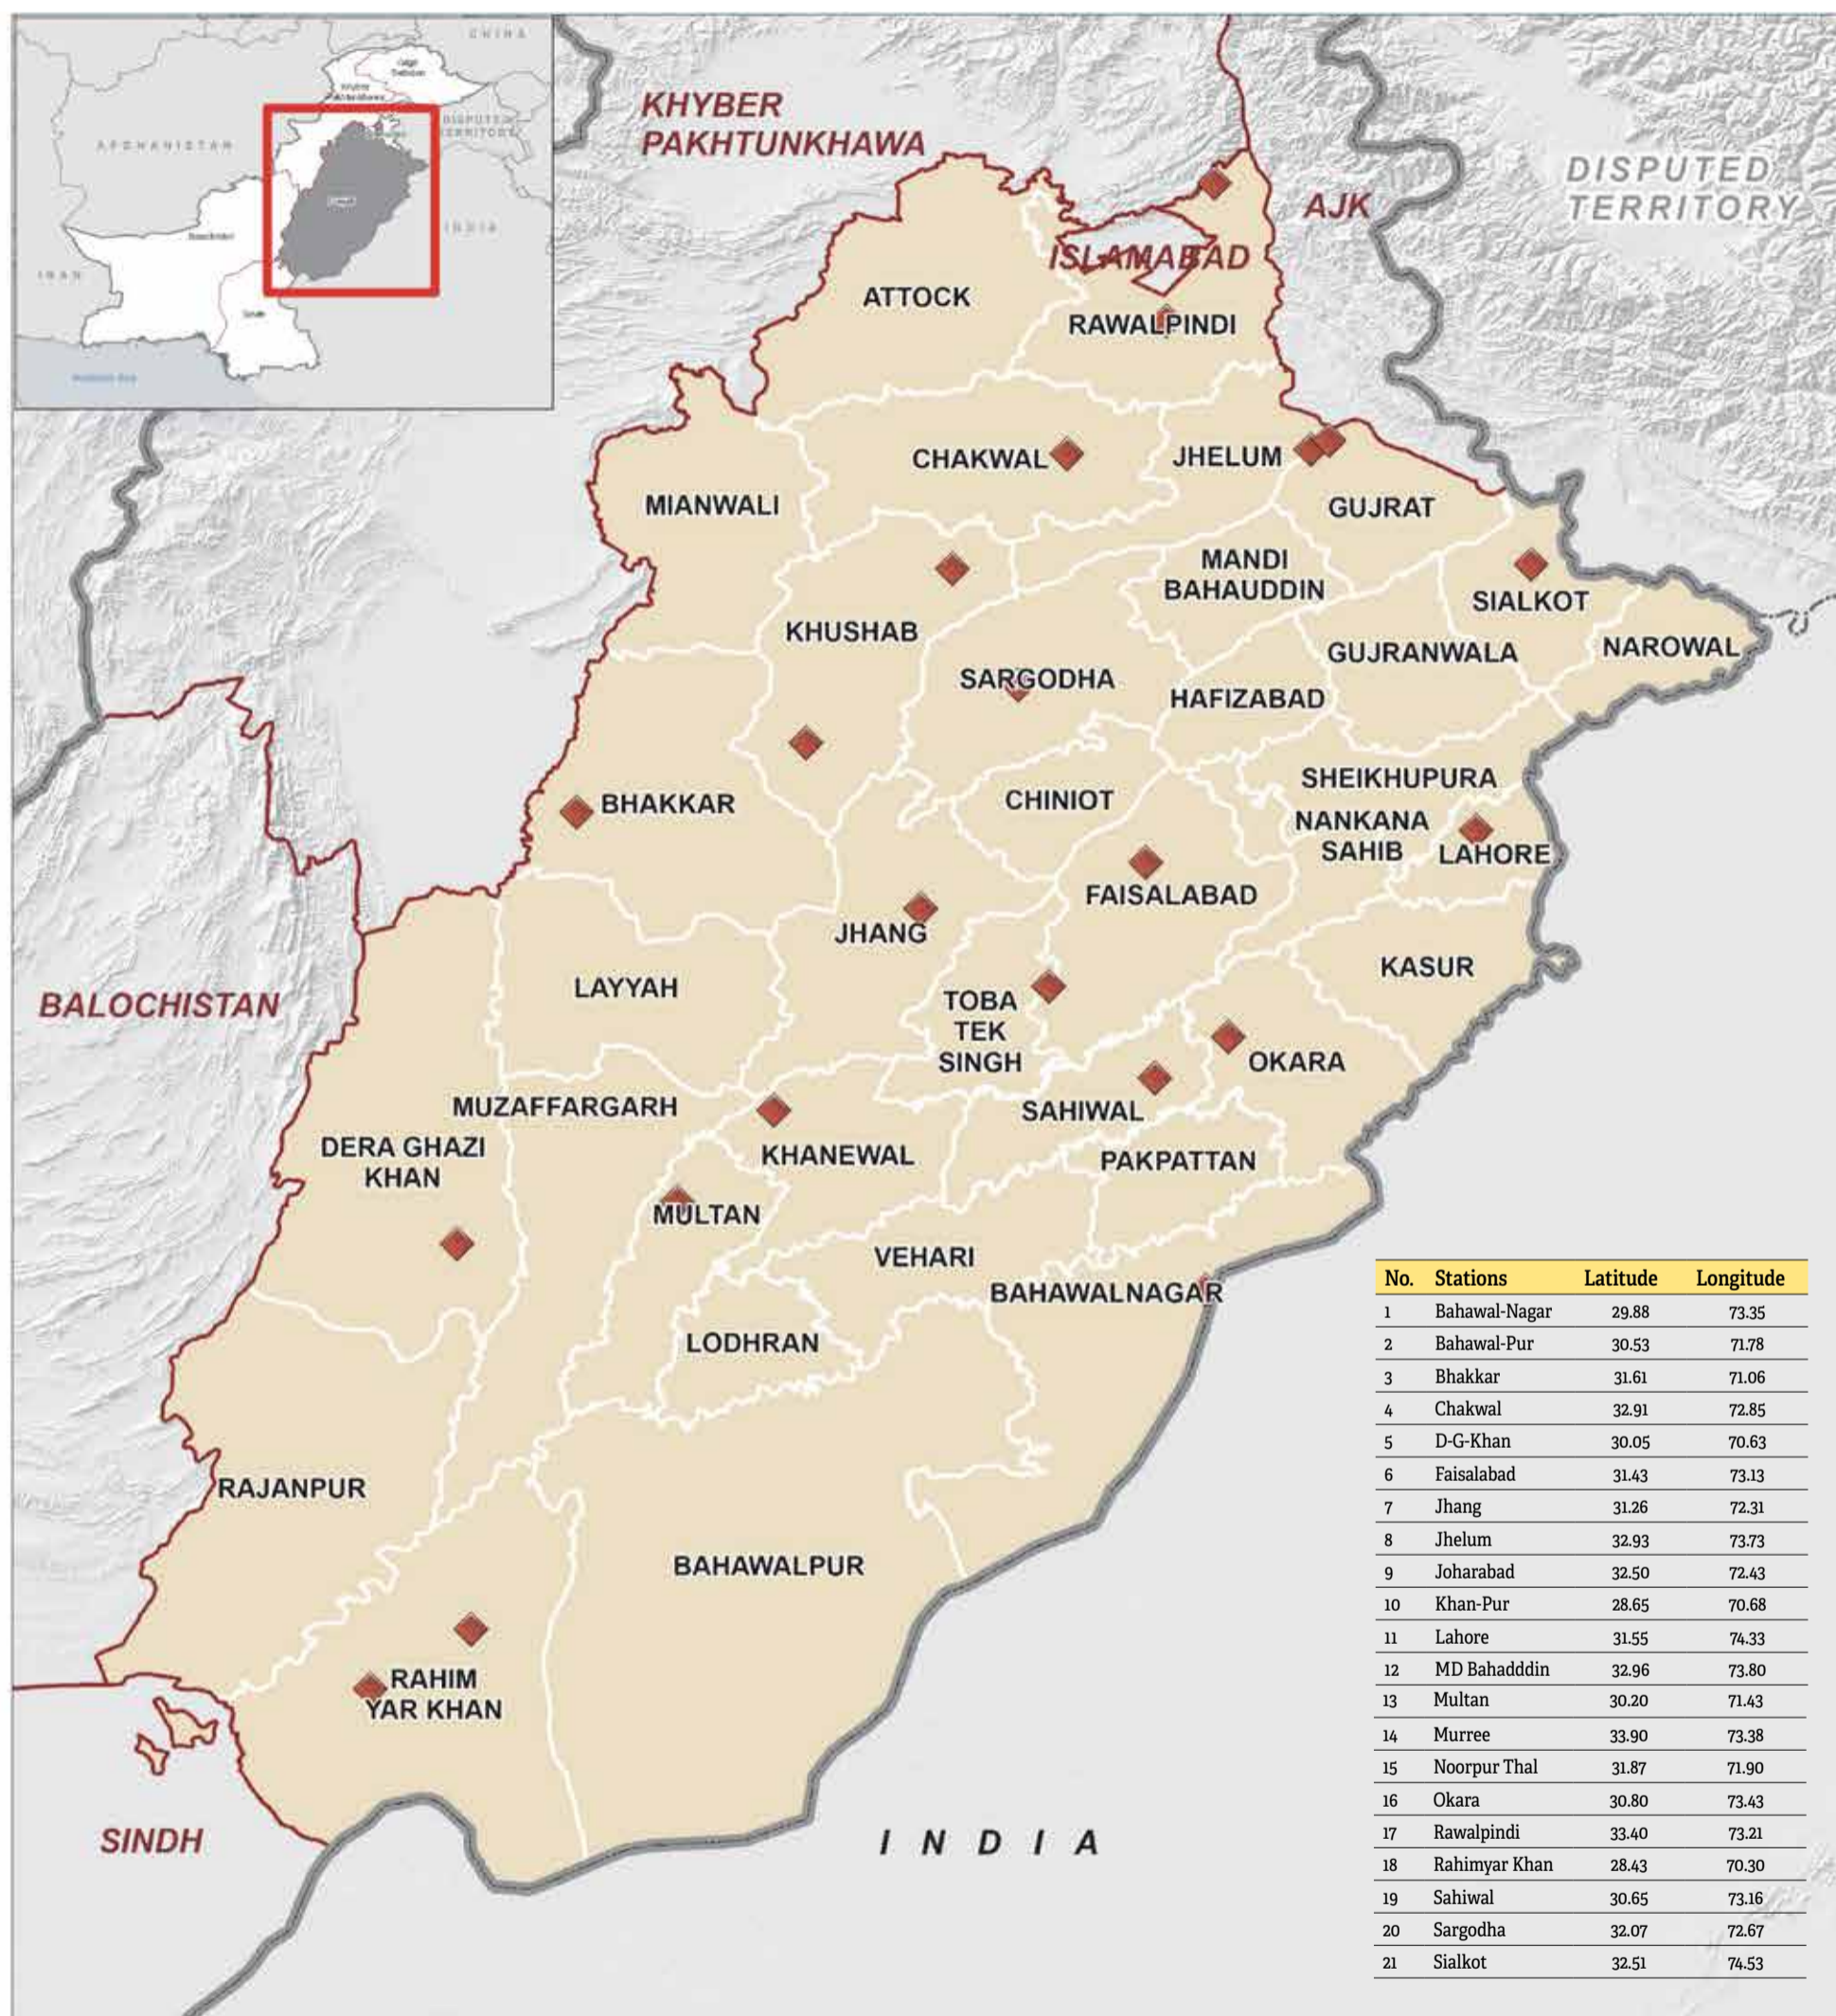 CHINA
AFGHANISTAN
DISPUTED
TERRITORY
INDIA
IRAN
KHYBER
PAKHTUNKHAWA
DISPUTED
TERRITORY
AJK
ISLAMABAD
ATTOCK
RAWALPINDI
CHAKWAL
JHELUM
MIANWALI
GUJRAT
MANDI
BAHAUDDIN
SIALKOT
KHUSHAB
GUJRANWALA
NAROWAL
SARGODHA
HAFIZABAD
SHEIKHUPURA
BHAKKAR
CHINIOT
NANKANA
SAHIB
LAHORE
FAISALABAD
JHANG
KASUR
LAYYAH
BALOCHISTAN
TOBA
TEK
SINGH
OKARA
MUZAFFARGARH
SAHIWAL
DERA GHAZI
KHAN
KHANEWAL
PAKPATTAN
MULTAN
VEHARI
BAHAWALNAGAR
LODHRAN
RAJANPUR
BAHAWALPUR
RAHIM
YAR KHAN
SINDH
INDIA
No. Stations Latitude Longitude
1 Bahawal-Nagar 29.88 73.35
2 Bahawal-Pur 30.53 71.78
3 Bhakkar 31.61 71.06
4 Chakwal 32.91 72.85
5 D-G-Khan 30.05 70.63
6 Faisalabad 31.43 73.13
7 Jhang 31.26 72.31
8 Jhelum 32.93 73.73
9 Joharabad 32.50 72.43
10 Khan-Pur 28.65 70.68
11 Lahore 31.55 74.33
12 MD Bahadddin 32.96 73.80
13 Multan 30.20 71.43
14 Murree 33.90 73.38
15 Noorpur Thal 31.87 71.90
16 Okara 30.80 73.43
17 Rawalpindi 33.40 73.21
18 Rahimyar Khan 28.43 70.30
19 Sahiwal 30.65 73.16
20 Sargodha 32.07 72.67
21 Sialkot 32.51 74.53